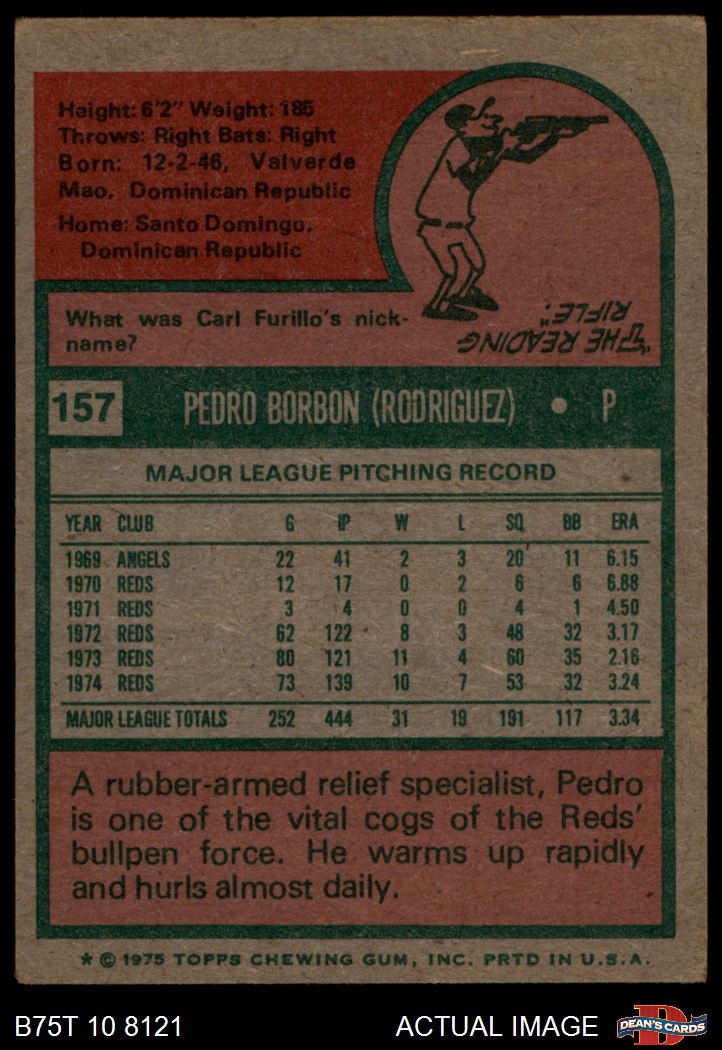 Height: 6'2" Weight: 185
Throws: Right Bats: Right
Born: 12-2-46, Valverde
Mao, Dominican Republic
Home: Santo Domingo,
Dominican Republic
What was Carl Furillo's nick-
name?
"THE READING
RIFLE."
157 PEDRO BORBON (RODRIGUEZ) • P
MAJOR LEAGUE PITCHING RECORD
YEAR CLUB G IP W L SO BB ERA
1969 ANGELS 22 41 2 3 20 11 6.15
1970 REDS 12 17 0 2 6 6 6.88
1971 REDS 3 4 0 0 4 1 4.50
1972 REDS 62 122 8 3 48 32 3.17
1973 REDS 80 121 11 4 60 35 2.16
1974 REDS 73 139 10 7 53 32 3.24
MAJOR LEAGUE TOTALS 252 444 31 19 191 117 3.34
A rubber-armed relief specialist, Pedro
is one of the vital cogs of the Reds'
bullpen force. He warms up rapidly
and hurls almost daily.
* © 1975 TOPPS CHEWING GUM, INC. PRTD IN U.S.A.
B75T 10 8121 ACTUAL IMAGE D DEAN'S CARDS